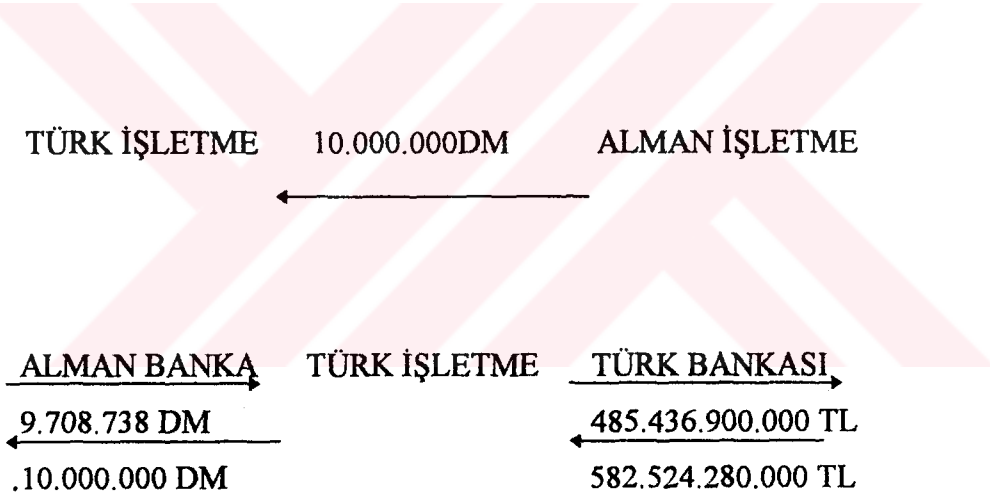 TÜRK İŞLETME 10.000.000DM ALMAN İŞLETME
ALMAN BANKA TÜRK İŞLETME TÜRK BANKASI
9.708.738 DM 485.436.900.000 TL
.10.000.000 DM 582.524.280.000 TL